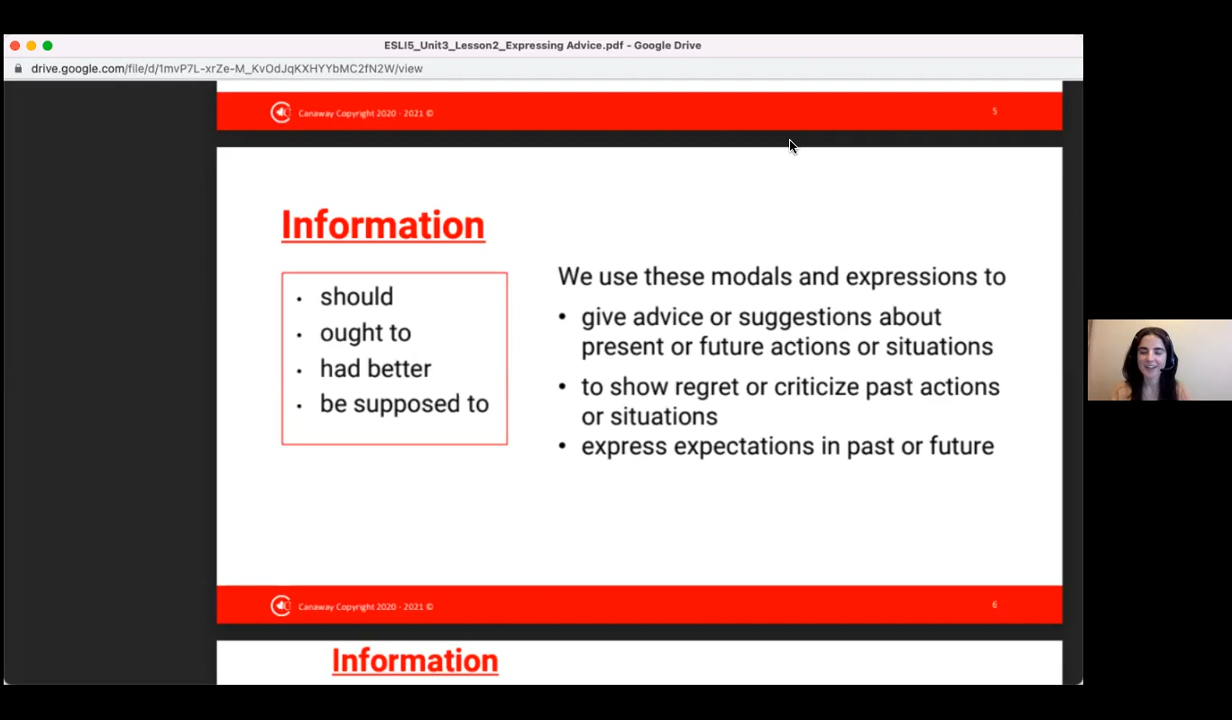 ESLI5_Unit3_Lesson2_Expressing Advice.pdf - Google Drive
drive.google.com/file/d/1mvP7L-xrZe-M_KvOdJqKXHYYbMC2fN2W/view
Canaway Copyright 2020 - 2021 © 5
Information
• should
• ought to
• had better
• be supposed to
We use these modals and expressions to
• give advice or suggestions about
present or future actions or situations
• to show regret or criticize past actions
or situations
• express expectations in past or future
Canaway Copyright 2020 - 2021 © 6
Information